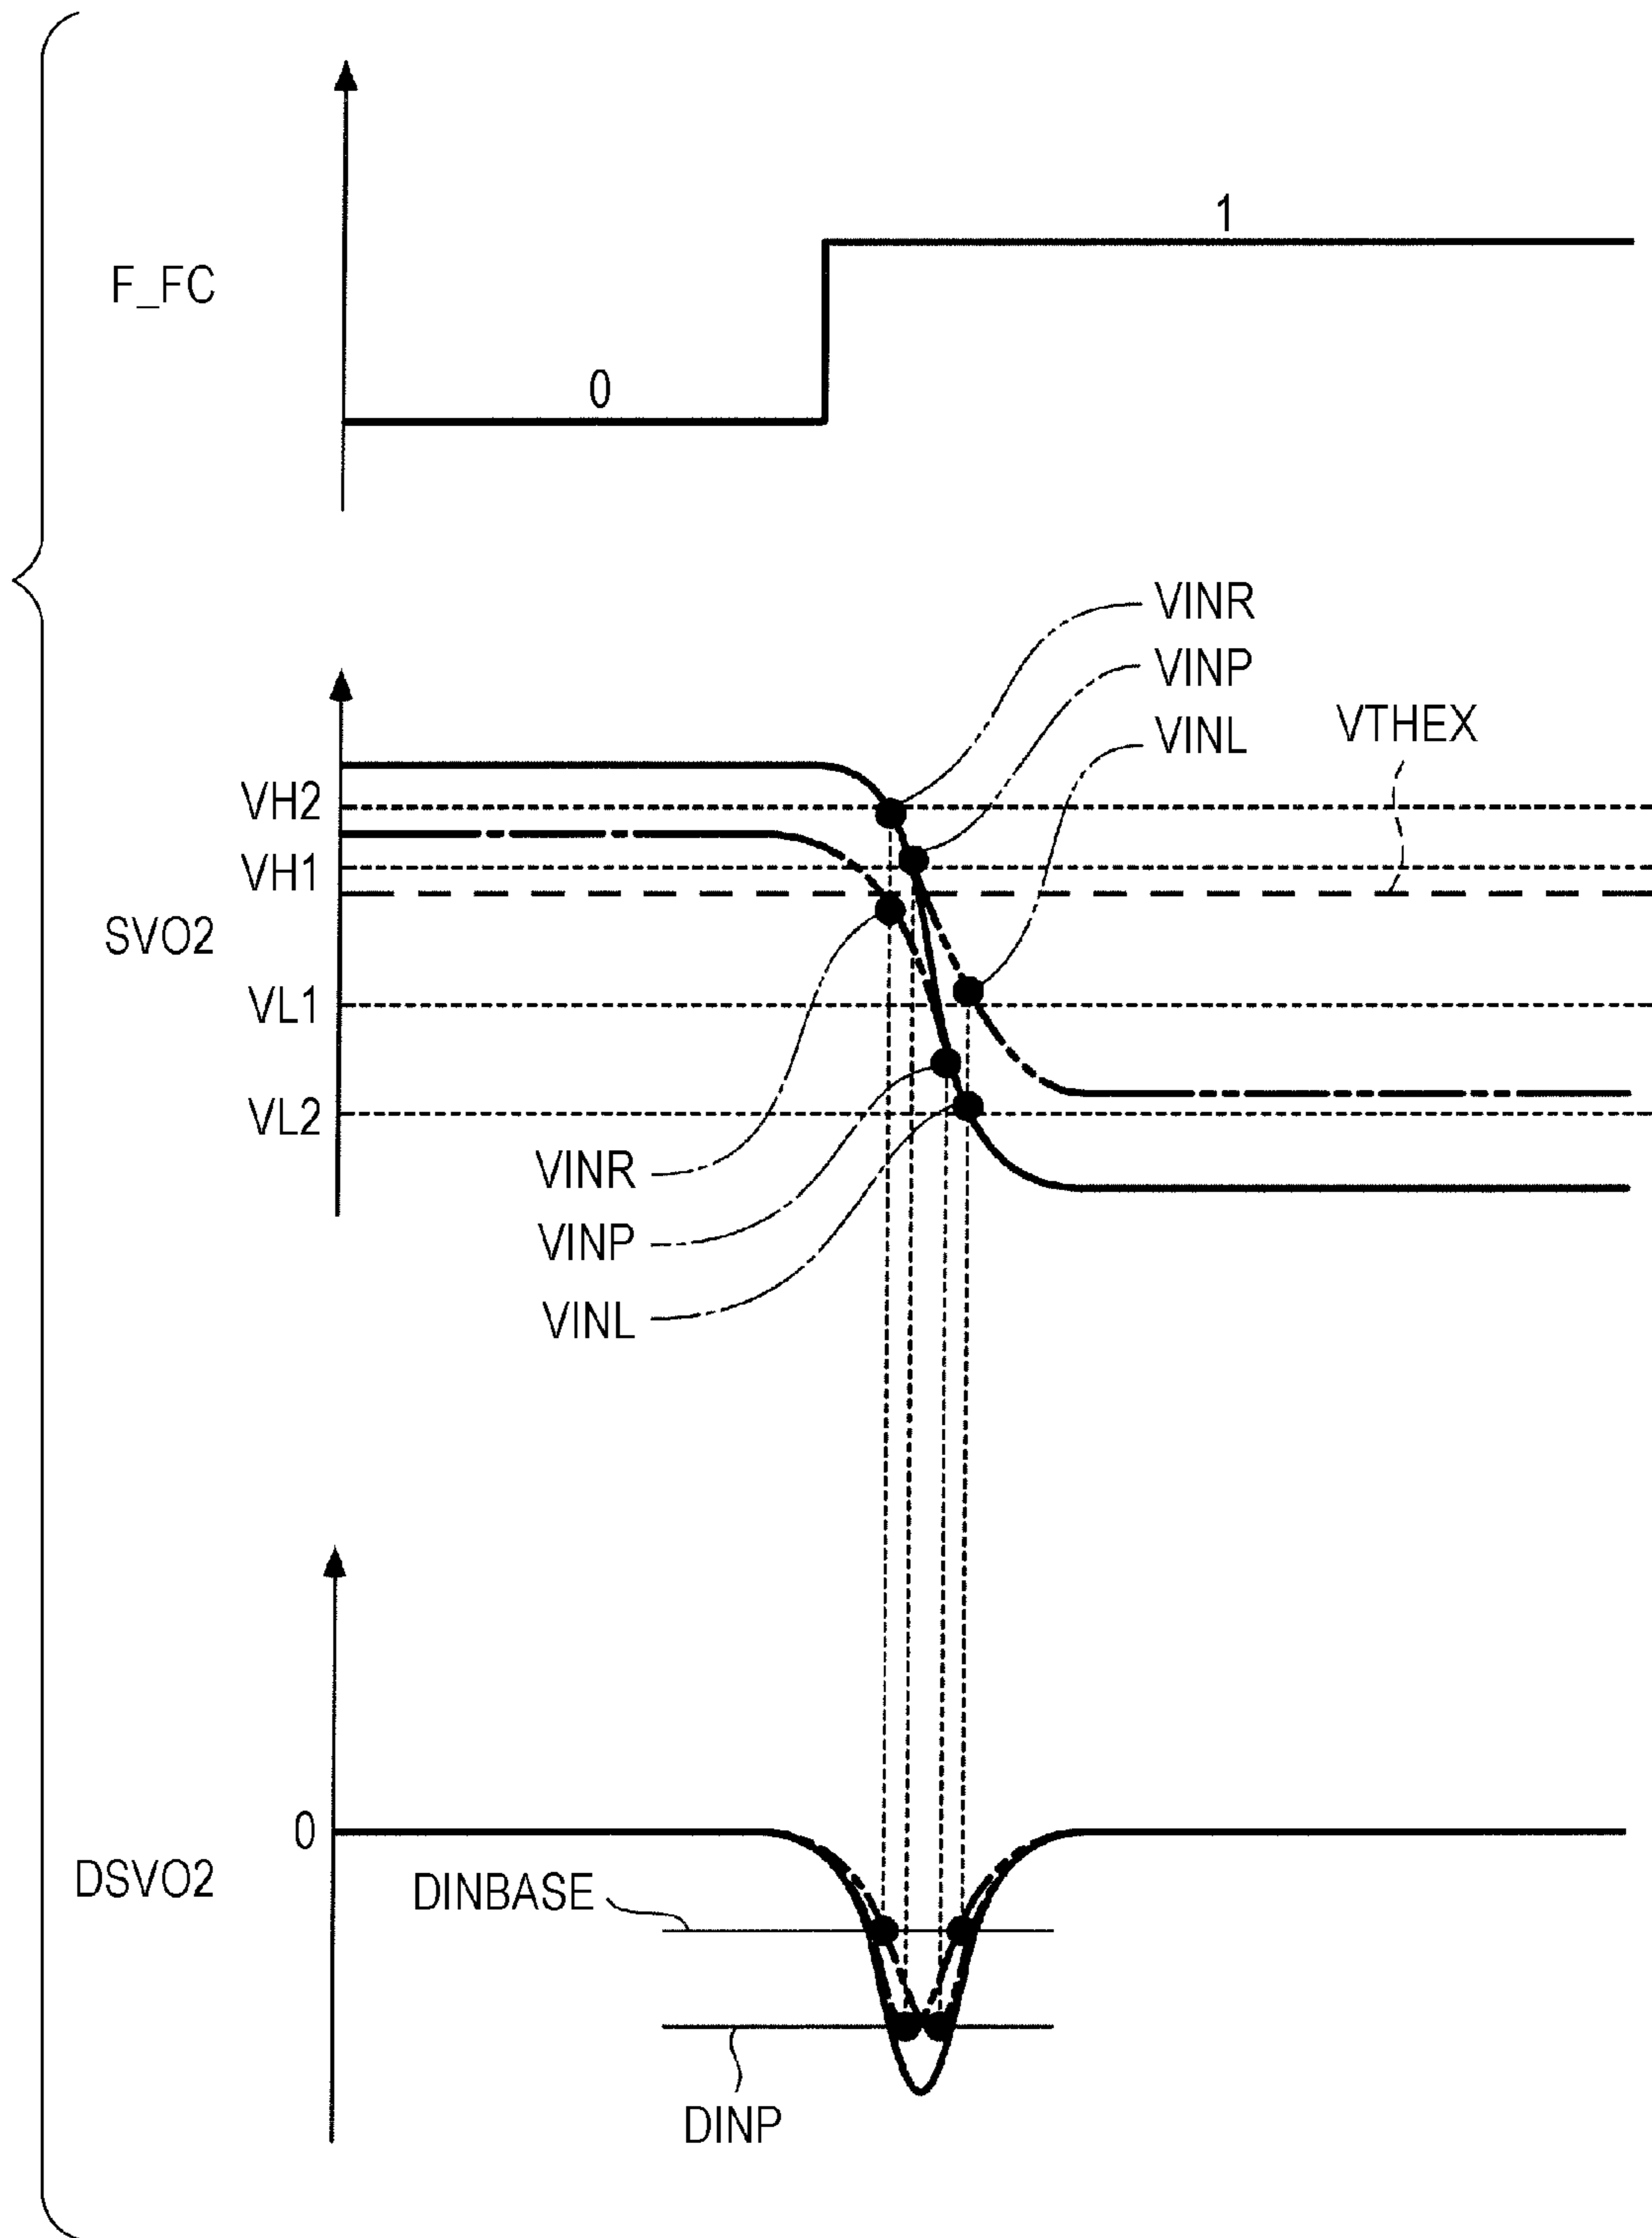 F_FC
1
0
VINR
VINP
VINL
VTHEX
VH2
VH1
SVO2
VL1
VL2
VINR
VINP
VINL
0
DSVO2
DINBASE
DINP